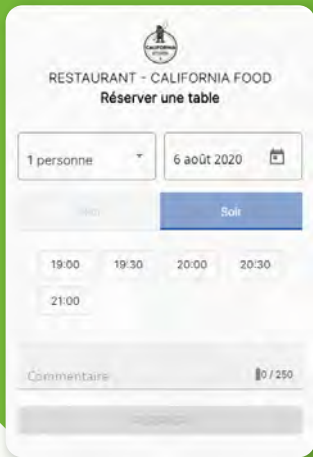 CALIFORNIA
RESTAURANT - CALIFORNIA FOOD
Réserver une table
1 personne
6 août 2020
Soir
19:00 19:30 20:00 20:30
21:00
Commentaire
0 / 250